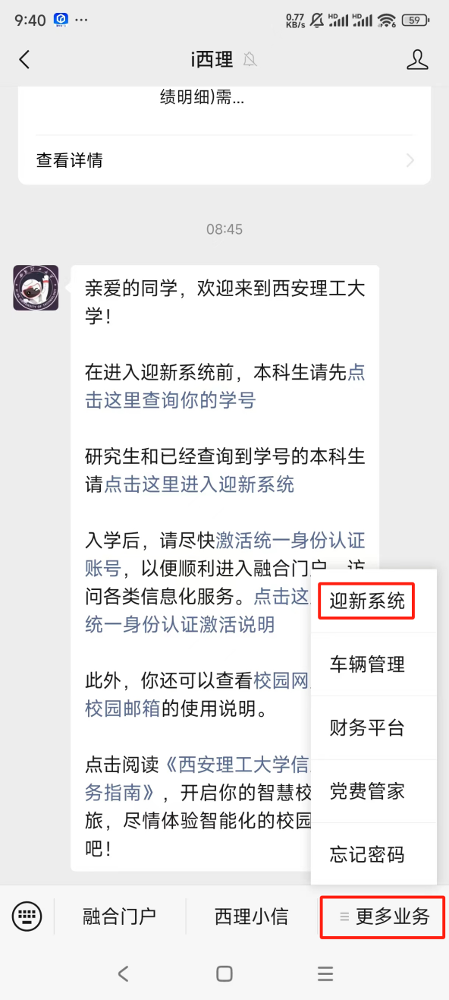 9:40
0.77 KB/s
HD
HD
6
59
i西理
绩明细)需...
查看详情
08:45
亲爱的同学，欢迎来到西安理工大
学！
在进入迎新系统前，本科生请先点
击这里查询你的学号
研究生和已经查询到学号的本科生
请点击这里进入迎新系统
入学后，请尽快激活统一身份认证
账号，以便顺利进入融合门户，访
问各类信息化服务。点击这
统一身份认证激活说明
此外，你还可以查看校园网
校园邮箱的使用说明。
点击阅读《西安理工大学信
务指南》，开启你的智慧校
旅，尽情体验智能化的校园
吧！
迎新系统
车辆管理
财务平台
党费管家
忘记密码
融合门户
西理小信
更多业务